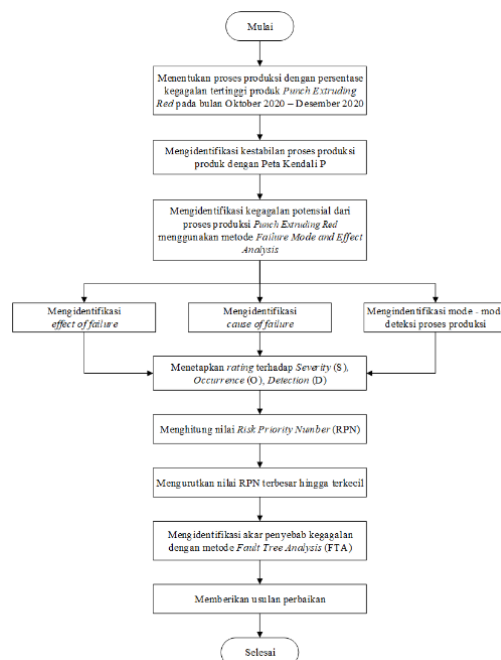 Mulai
Menentukan proses produksi dengan persentase
kegagalan tertinggi produk Punch Extruding
Red pada bulan Oktober 2020 – Desember 2020
Mengidentifikasi kestabilan proses produksi
produk dengan Peta Kendali P
Mengidentifikasi kegagalan potensial dari
proses produksi Punch Extruding Red
menggunakan metode Failure Mode and Effect
Analysis
Mengidentifikasi
effect of failure
Mengidentifikasi
cause of failure
Mengindentifikasi mode - mode
deteksi proses produksi
Menetapkan rating terhadap Severity (S),
Occurrence (O), Detection (D)
Menghitung nilai Risk Priority Number (RPN)
Mengurutkan nilai RPN terbesar hingga terkecil
Mengidentifikasi akar penyebab kegagalan
dengan metode Fault Tree Analysis (FTA)
Memberikan usulan perbaikan
Selesai